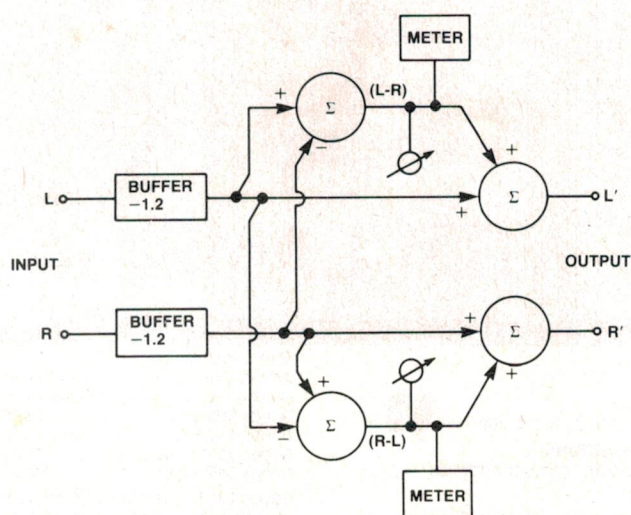 METER
+
Σ
(L-R)
−
+
L
BUFFER
−1.2
+
Σ
L′
INPUT
OUTPUT
R
BUFFER
−1.2
+
Σ
R′
+
+
Σ
−
(R-L)
METER